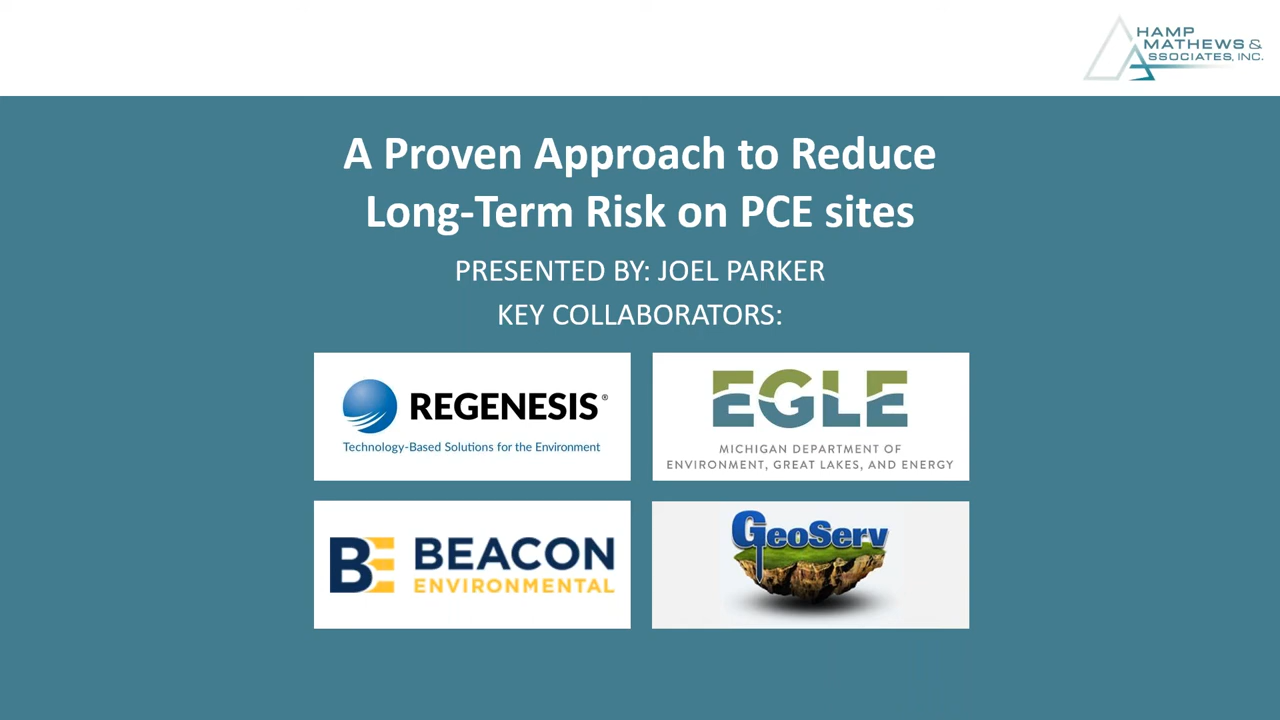 HAMP
MATHEWS &
ASSOCIATES, INC.
A Proven Approach to Reduce
Long-Term Risk on PCE sites
PRESENTED BY: JOEL PARKER
KEY COLLABORATORS:
REGENESIS®
Technology-Based Solutions for the Environment
EGLE
MICHIGAN DEPARTMENT OF
ENVIRONMENT, GREAT LAKES, AND ENERGY
BE BEACON
ENVIRONMENTAL
GeoServ